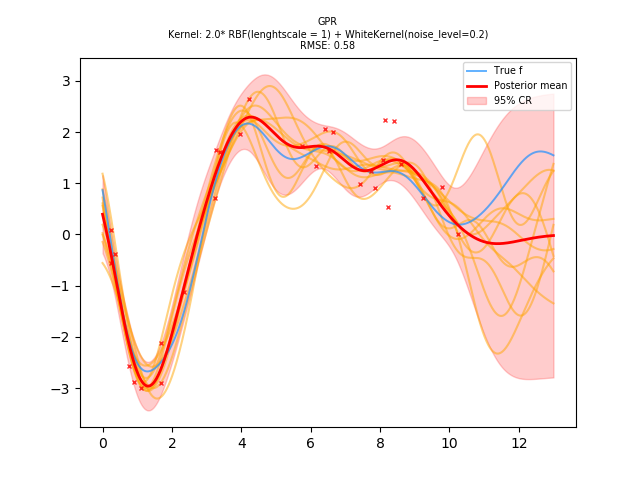 GPR
Kernel: 2.0* RBF(lenghtscale = 1) + WhiteKernel(noise_level=0.2)
RMSE: 0.58
True f
Posterior mean
95% CR
3
2
1
0
−1
−2
−3
0 2 4 6 8 10 12